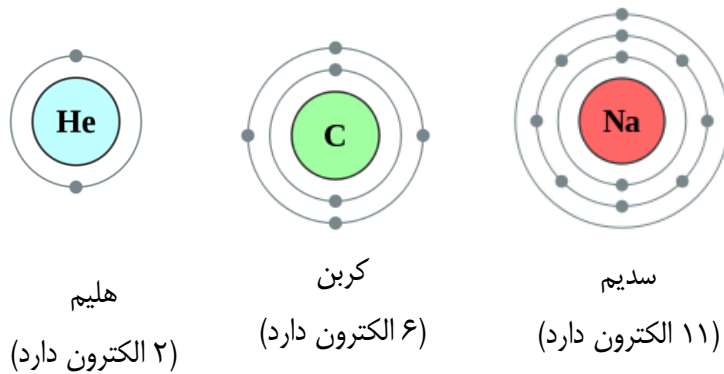 He
C
Na
هلیم
(۲ الکترون دارد)
کربن
(۶ الکترون دارد)
سدیم
(۱۱ الکترون دارد)